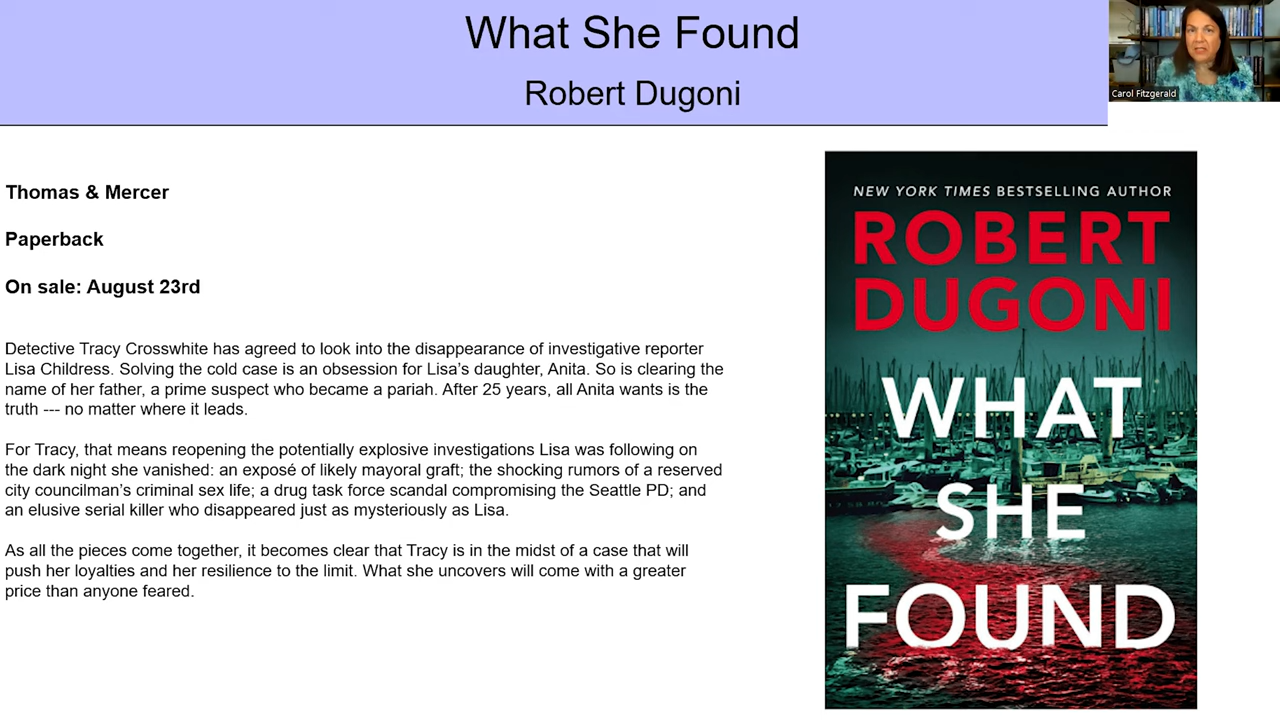 What She Found
Robert Dugoni
Carol Fitzgerald
Thomas & Mercer
Paperback
On sale: August 23rd
Detective Tracy Crosswhite has agreed to look into the disappearance of investigative reporter
Lisa Childress. Solving the cold case is an obsession for Lisa’s daughter, Anita. So is clearing the
name of her father, a prime suspect who became a pariah. After 25 years, all Anita wants is the
truth --- no matter where it leads.
For Tracy, that means reopening the potentially explosive investigations Lisa was following on
the dark night she vanished: an exposé of likely mayoral graft; the shocking rumors of a reserved
city councilman’s criminal sex life; a drug task force scandal compromising the Seattle PD; and
an elusive serial killer who disappeared just as mysteriously as Lisa.
As all the pieces come together, it becomes clear that Tracy is in the midst of a case that will
push her loyalties and her resilience to the limit. What she uncovers will come with a greater
price than anyone feared.
NEW YORK TIMES BESTSELLING AUTHOR
ROBERT
DUGONI
WHAT
SHE
FOUND